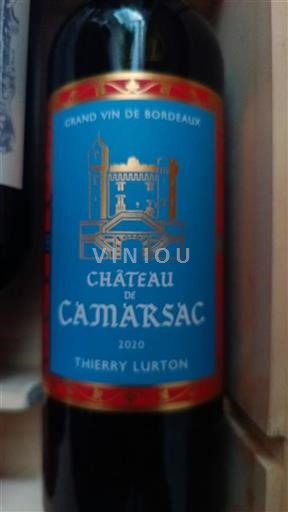 GRAND VIN DE BORDEAUX
VINIOU
CHÂTEAU
DE
CAMARSAC
2020
THIERRY LURTON